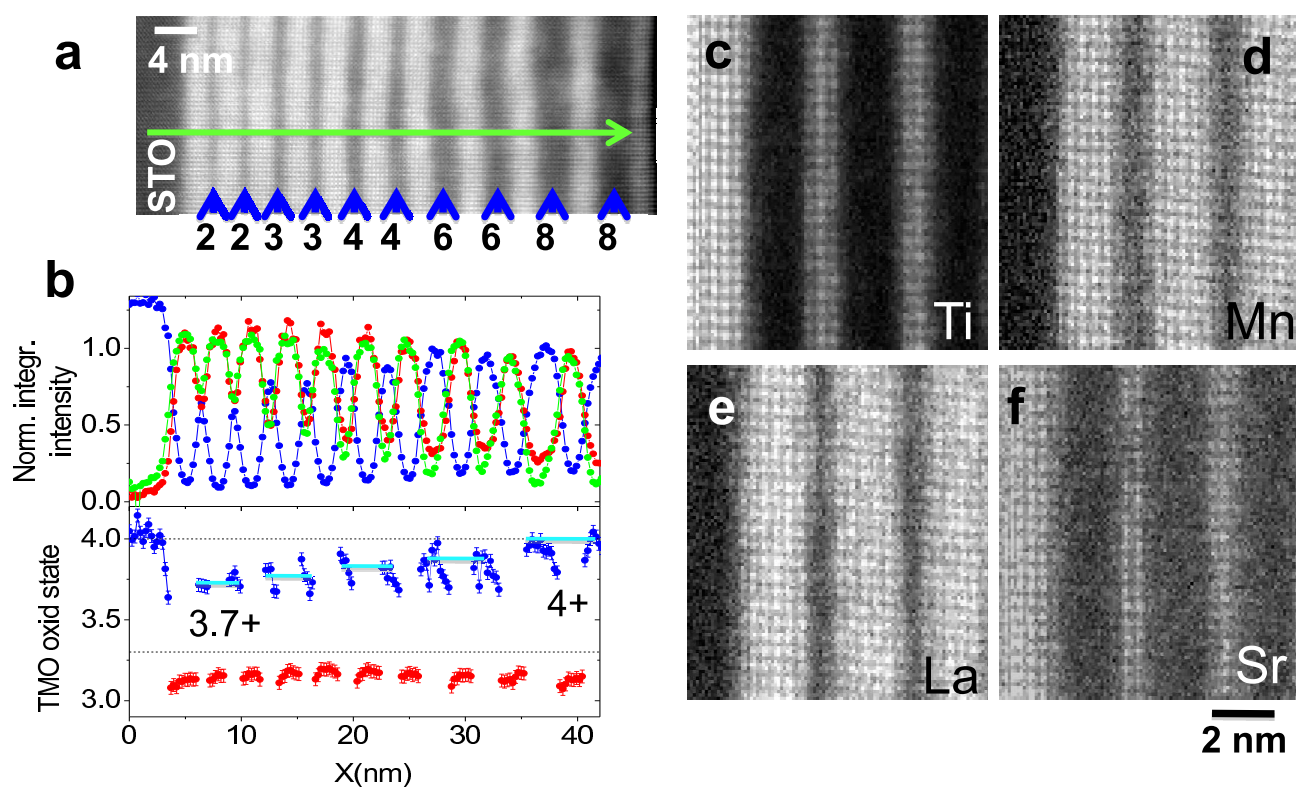 a
4 nm
STO
2 2 3 3 4 4 6 6 8 8
b
Norm. integr.
intensity
1.0
0.5
0.0
TMO oxid state
4.0
3.5
3.0
3.7+
4+
0 10 20 30 40
X(nm)
c
Ti
d
Mn
e
La
f
Sr
2 nm